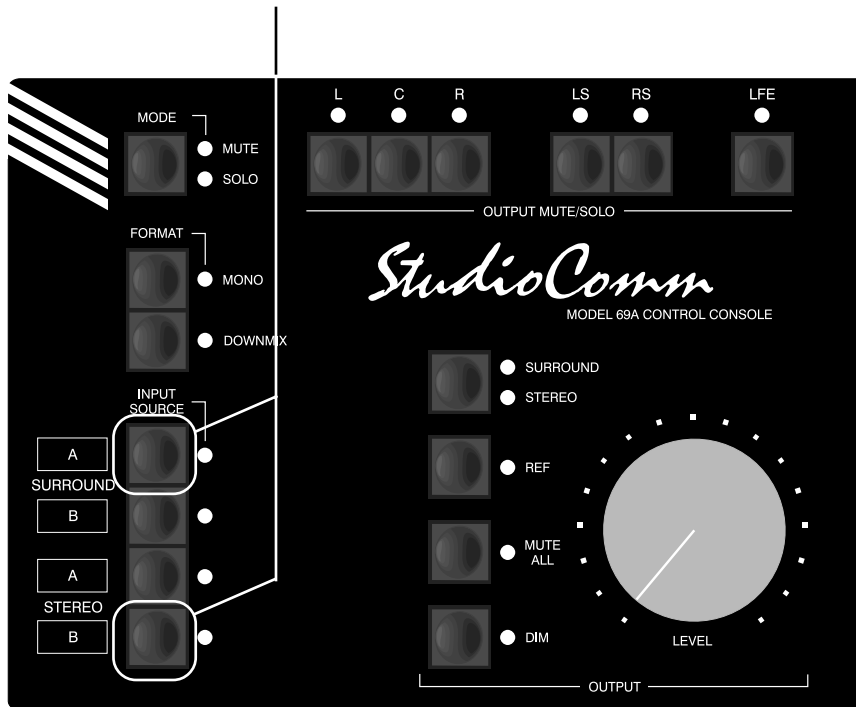 L C R LS RS LFE
MODE
MUTE
SOLO
OUTPUT MUTE/SOLO
FORMAT
MONO
DOWNMIX
StudioComm
MODEL 69A CONTROL CONSOLE
SURROUND
STEREO
INPUT
SOURCE
A
SURROUND
B
A
STEREO
B
REF
MUTE
ALL
DIM
LEVEL
OUTPUT